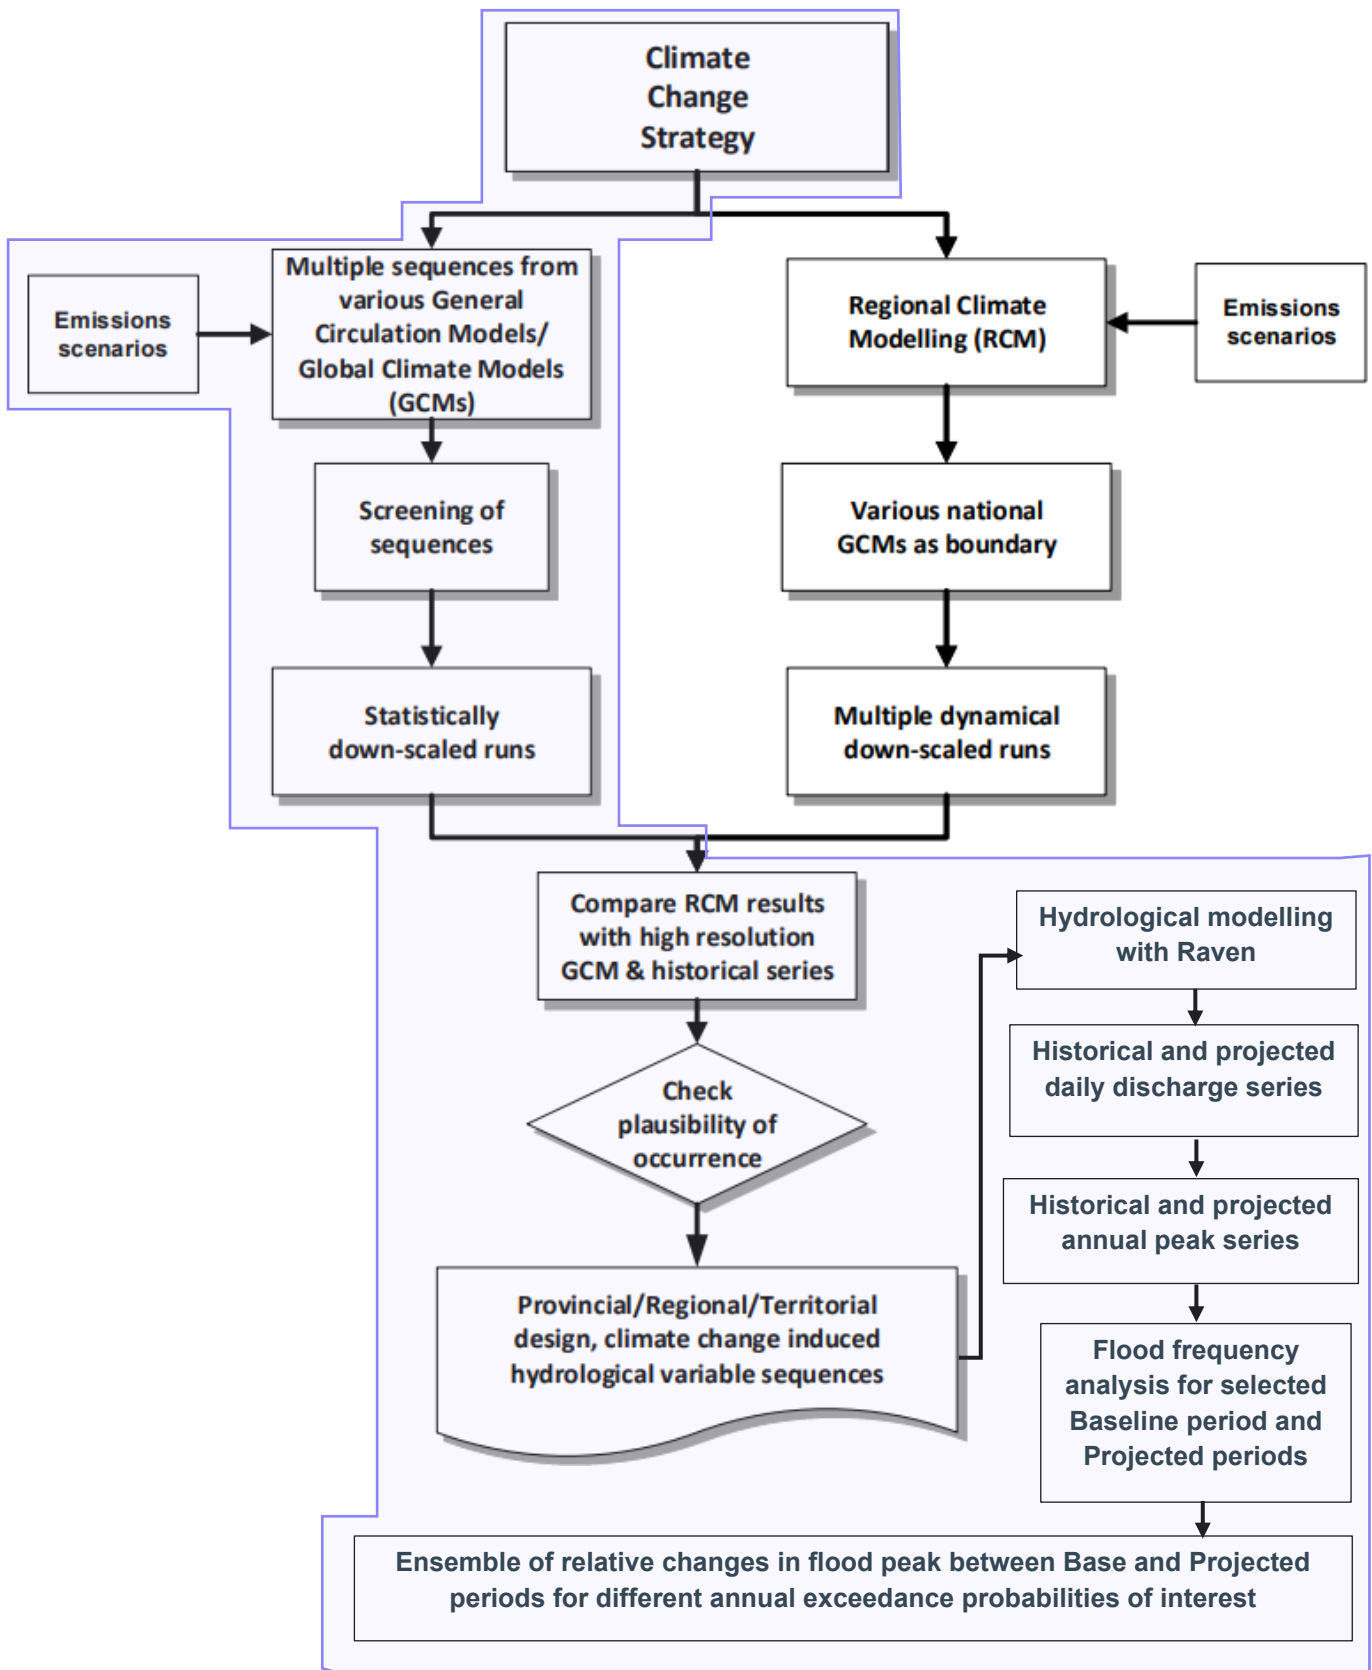 Climate
Change
Strategy
Emissions
scenarios
Multiple sequences from
various General
Circulation Models/
Global Climate Models
(GCMs)
Regional Climate
Modelling (RCM)
Emissions
scenarios
Screening of
sequences
Various national
GCMs as boundary
Statistically
down-scaled runs
Multiple dynamical
down-scaled runs
Compare RCM results
with high resolution
GCM & historical series
Check
plausibility of
occurrence
Provincial/Regional/Territorial
design, climate change induced
hydrological variable sequences
Hydrological modelling
with Raven
Historical and projected
daily discharge series
Historical and projected
annual peak series
Flood frequency
analysis for selected
Baseline period and
Projected periods
Ensemble of relative changes in flood peak between Base and Projected
periods for different annual exceedance probabilities of interest